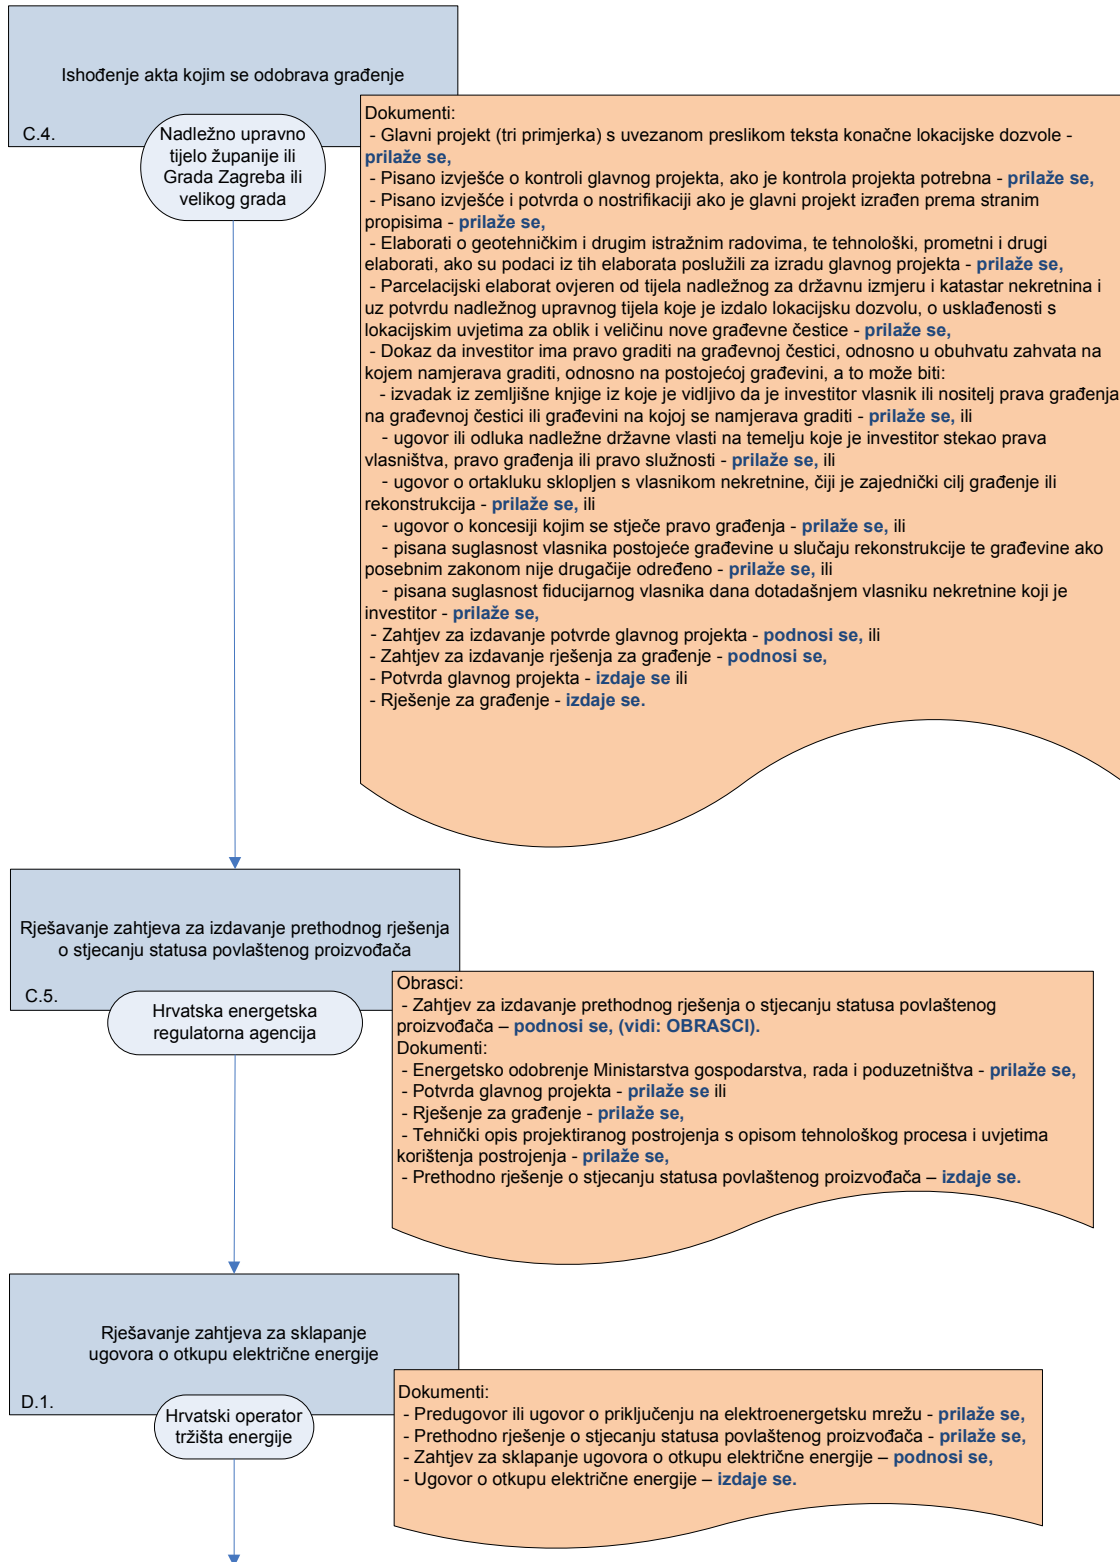 Ishođenje akta kojim se odobrava građenje
C.4.
Nadležno upravno
tijelo županije ili
Grada Zagreba ili
velikog grada
Dokumenti:
- Glavni projekt (tri primjerka) s uvezanom preslikom teksta konačne lokacijske dozvole -
prilaže se,
- Pisano izvješće o kontroli glavnog projekta, ako je kontrola projekta potrebna - prilaže se,
- Pisano izvješće i potvrda o nostrifikaciji ako je glavni projekt izrađen prema stranim
propisima - prilaže se,
- Elaborati o geotehničkim i drugim istražnim radovima, te tehnološki, prometni i drugi
elaborati, ako su podaci iz tih elaborata poslužili za izradu glavnog projekta - prilaže se,
- Parcelacijski elaborat ovjeren od tijela nadležnog za državnu izmjeru i katastar nekretnina i
uz potvrdu nadležnog upravnog tijela koje je izdalo lokacijsku dozvolu, o usklađenosti s
lokacijskim uvjetima za oblik i veličinu nove građevne čestice - prilaže se,
- Dokaz da investitor ima pravo graditi na građevnoj čestici, odnosno u obuhvatu zahvata na
kojem namjerava graditi, odnosno na postojećoj građevini, a to može biti:
- izvadak iz zemljišne knjige iz koje je vidljivo da je investitor vlasnik ili nositelj prava građenja
na građevnoj čestici ili građevini na kojoj se namjerava graditi - prilaže se, ili
- ugovor ili odluka nadležne državne vlasti na temelju koje je investitor stekao prava
vlasništva, pravo građenja ili pravo služnosti - prilaže se, ili
- ugovor o ortakluku sklopljen s vlasnikom nekretnine, čiji je zajednički cilj građenje ili
rekonstrukcija - prilaže se, ili
- ugovor o koncesiji kojim se stječe pravo građenja - prilaže se, ili
- pisana suglasnost vlasnika postojeće građevine u slučaju rekonstrukcije te građevine ako
posebnim zakonom nije drugačije određeno - prilaže se, ili
- pisana suglasnost fiducijarnog vlasnika dana dotadašnjem vlasniku nekretnine koji je
investitor - prilaže se,
- Zahtjev za izdavanje potvrde glavnog projekta - podnosi se, ili
- Zahtjev za izdavanje rješenja za građenje - podnosi se,
- Potvrda glavnog projekta - izdaje se ili
- Rješenje za građenje - izdaje se.
Rješavanje zahtjeva za izdavanje prethodnog rješenja
o stjecanju statusa povlaštenog proizvođača
C.5.
Hrvatska energetska
regulatorna agencija
Obrasci:
- Zahtjev za izdavanje prethodnog rješenja o stjecanju statusa povlaštenog
proizvođača – podnosi se, (vidi: OBRASCI).
Dokumenti:
- Energetsko odobrenje Ministarstva gospodarstva, rada i poduzetništva - prilaže se,
- Potvrda glavnog projekta - prilaže se ili
- Rješenje za građenje - prilaže se,
- Tehnički opis projektiranog postrojenja s opisom tehnološkog procesa i uvjetima
korištenja postrojenja - prilaže se,
- Prethodno rješenje o stjecanju statusa povlaštenog proizvođača – izdaje se.
Rješavanje zahtjeva za sklapanje
ugovora o otkupu električne energije
D.1.
Hrvatski operator
tržišta energije
Dokumenti:
- Predugovor ili ugovor o priključenju na elektroenergetsku mrežu - prilaže se,
- Prethodno rješenje o stjecanju statusa povlaštenog proizvođača - prilaže se,
- Zahtjev za sklapanje ugovora o otkupu električne energije – podnosi se,
- Ugovor o otkupu električne energije – izdaje se.